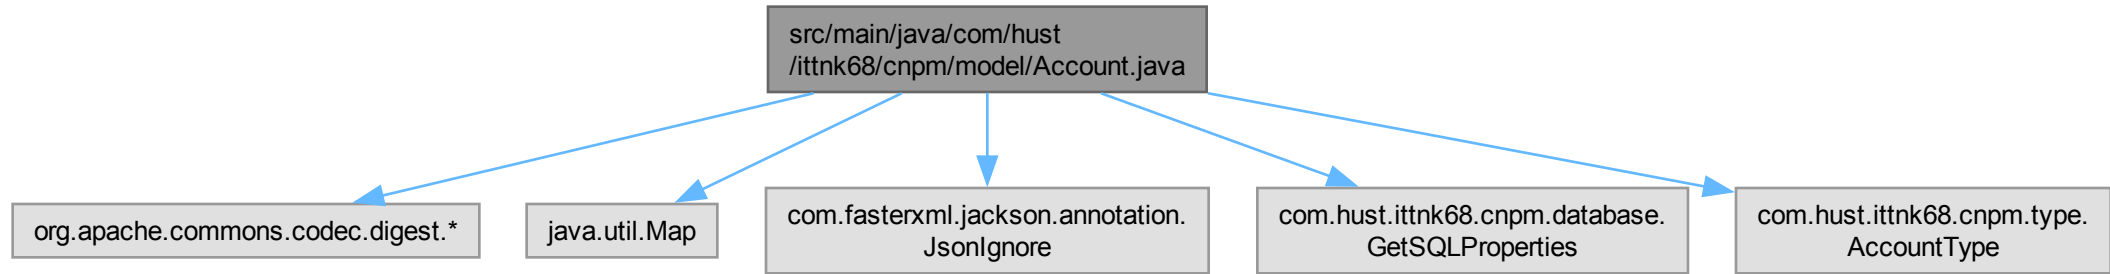 src/main/java/com/hust
/ittnk68/cnpm/model/Account.java
org.apache.commons.codec.digest.*
java.util.Map
com.fasterxml.jackson.annotation.
JsonIgnore
com.hust.ittnk68.cnpm.database.
GetSQLProperties
com.hust.ittnk68.cnpm.type.
AccountType